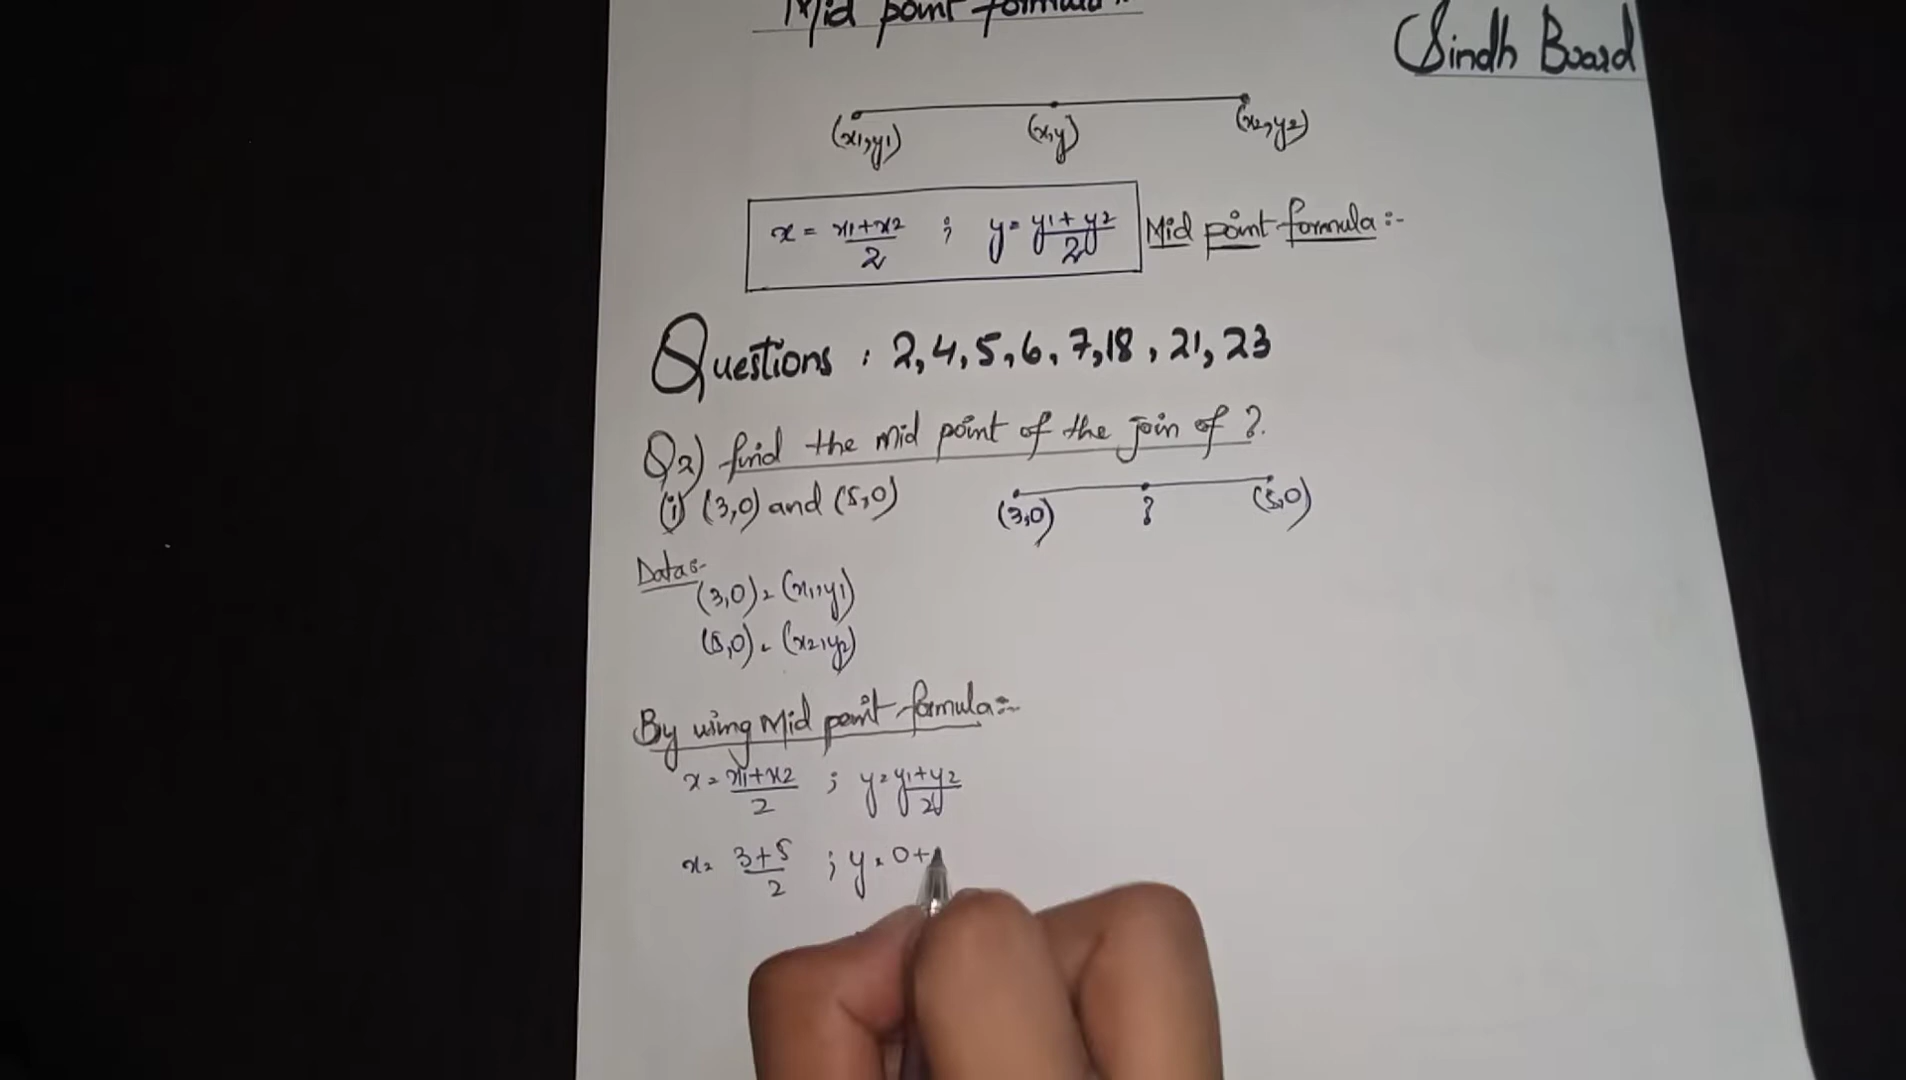 Mid point formula:-
Sindh Board
(x1,y1) (x,y) (x2,y2)
x = x1+x2/2 ; y = y1+y2/2 Mid point formula:-
Questions : 2,4,5,6,7,18,21,23
Q2) find the mid point of the join of ?
(i) (3,0) and (5,0) (3,0) ? (5,0)
Data:-
(3,0) = (x1,y1)
(5,0) = (x2,y2)
By using Mid point formula:-
x = x1+x2/2 ; y = y1+y2/2
x = 3+5/2 ; y = 0+